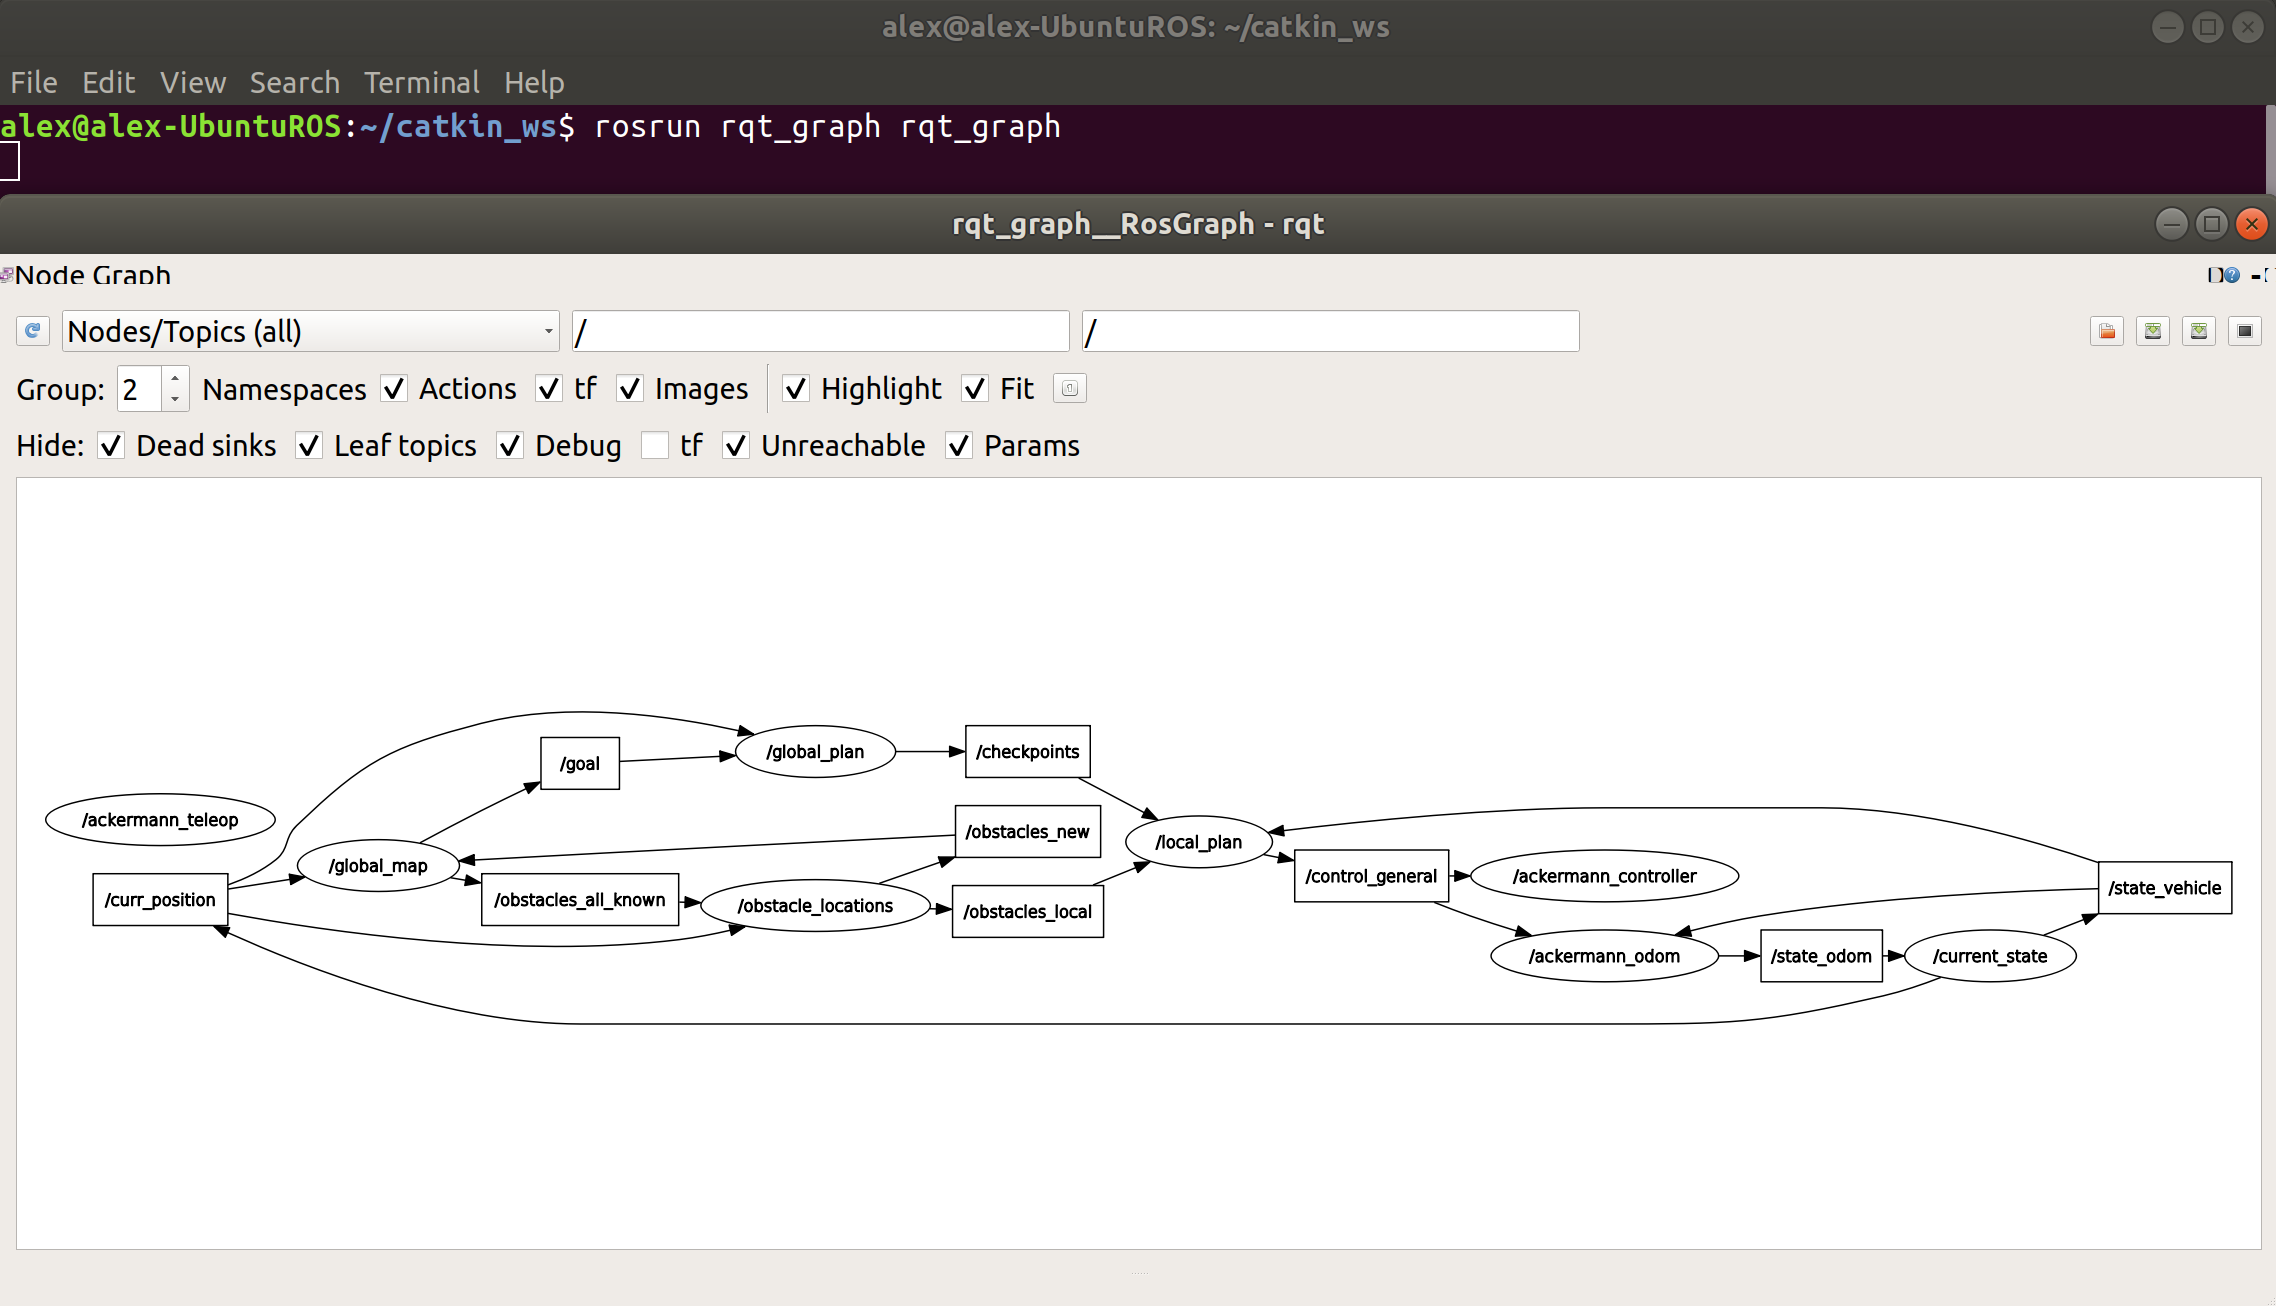 alex@alex-UbuntuROS: ~/catkin_ws
File Edit View Search Terminal Help
alex@alex-UbuntuROS:~/catkin_ws$ rosrun rqt_graph rqt_graph
rqt_graph__RosGraph - rqt
Node Graph
Nodes/Topics (all) / /
Group: 2 Namespaces Actions tf Images Highlight Fit
Hide: Dead sinks Leaf topics Debug tf Unreachable Params
/global_plan
/checkpoints
/goal
/ackermann_teleop
/obstacles_new
/local_plan
/global_map
/control_general
/ackermann_controller
/state_vehicle
/curr_position
/obstacles_all_known
/obstacle_locations
/obstacles_local
/ackermann_odom
/state_odom
/current_state